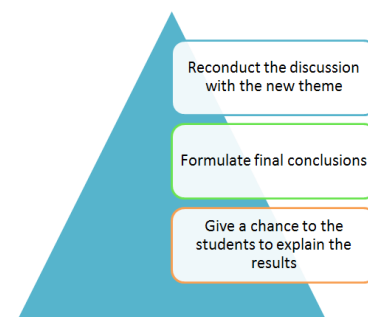 Reconduct the discussion
with the new theme
Formulate final conclusions
Give a chance to the
students to explain the
results